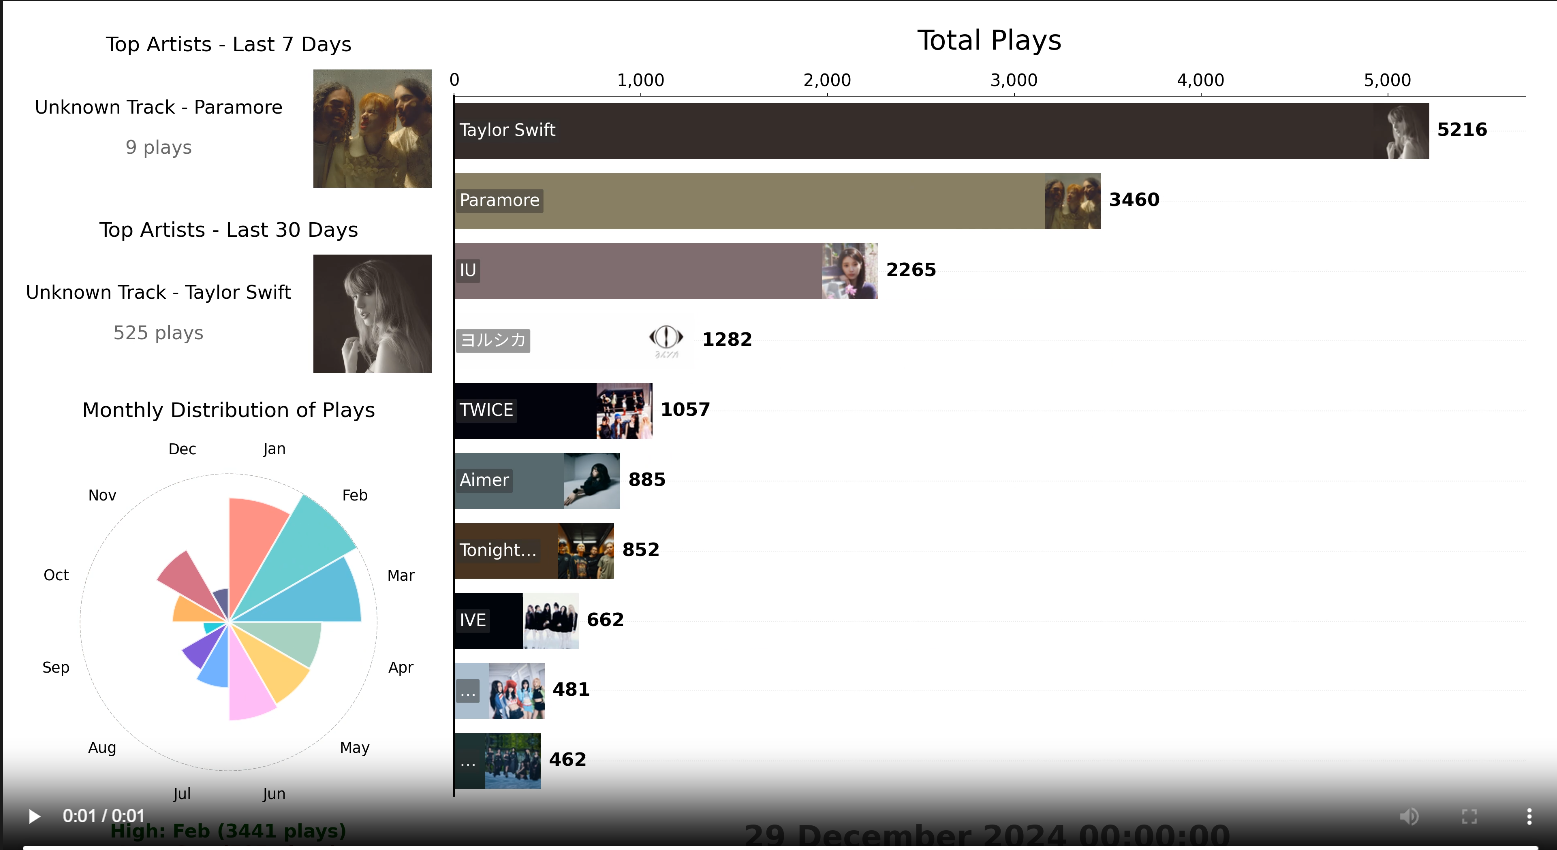 Top Artists - Last 7 Days
Unknown Track - Paramore
9 plays
Top Artists - Last 30 Days
Unknown Track - Taylor Swift
525 plays
Monthly Distribution of Plays
Dec
Jan
Nov
Feb
Oct
Mar
Sep
Apr
Aug
May
Jul
Jun
High: Feb (3441 plays)
Total Plays
0 1,000 2,000 3,000 4,000 5,000
Taylor Swift 5216
Paramore 3460
IU 2265
ヨルシカ 1282
TWICE 1057
Aimer 885
Tonight... 852
IVE 662
... 481
... 462
29 December 2024 00:00:00
0:01 / 0:01